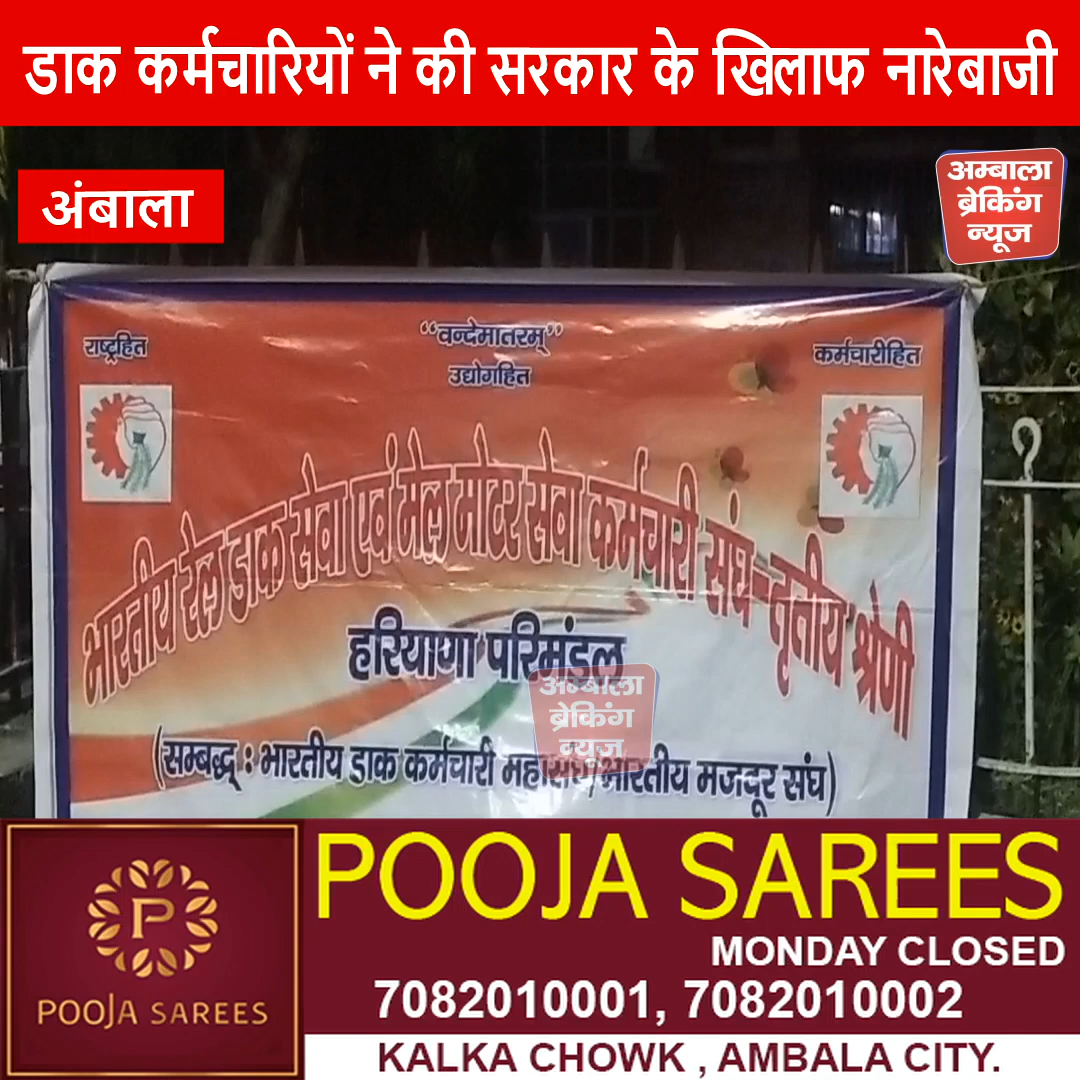 डाक कर्मचारियों ने की सरकार के खिलाफ नारेबाजी
अंबाला
अम्बाला
ब्रेकिंग
न्यूज
राष्ट्रहित
“वन्देमातरम्”
उद्योगहित
कर्मचारीहित
भारतीय रेल डाक सेवा एवं मेल मोटर सेवा कर्मचारी संघ-तृतीय श्रेणी
हरियाणा परिमंडल
अम्बाला
ब्रेकिंग
न्यूज
(सम्बद्ध् : भारतीय डाक कर्मचारी महासंघ/भारतीय मजदूर संघ)
P
POOJA SAREES
POOJA SAREES
MONDAY CLOSED
7082010001, 7082010002
KALKA CHOWK , AMBALA CITY.